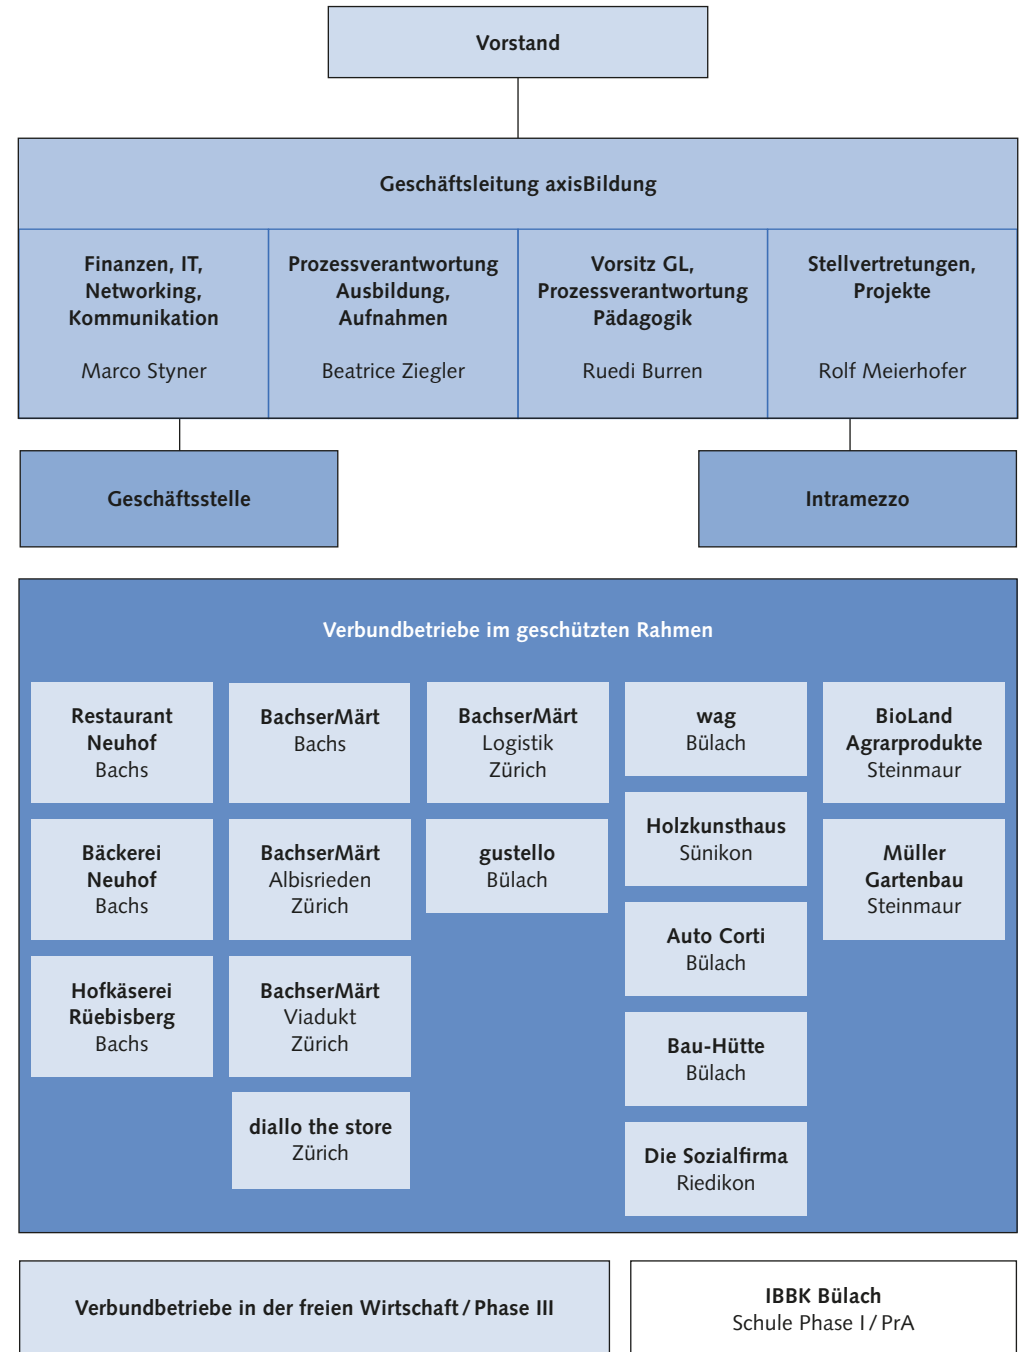 Vorstand
Geschäftsleitung axisBildung
Finanzen, IT,
Networking,
Kommunikation
Marco Styner
Prozessverantwortung
Ausbildung,
Aufnahmen
Beatrice Ziegler
Vorsitz GL,
Prozessverantwortung
Pädagogik
Ruedi Burren
Stellvertretungen,
Projekte
Rolf Meierhofer
Geschäftsstelle
Intramezzo
Verbundbetriebe im geschützten Rahmen
Restaurant
Neuhof
Bachs
Bäckerei
Neuhof
Bachs
Hofkäserei
Rüebisberg
Bachs
BachserMärt
Bachs
BachserMärt
Albisrieden
Zürich
BachserMärt
Viadukt
Zürich
diallo the store
Zürich
BachserMärt
Logistik
Zürich
gustello
Bülach
wag
Bülach
Holzkunsthaus
Sünikon
Auto Corti
Bülach
Bau-Hütte
Bülach
Die Sozialfirma
Riedikon
BioLand
Agrarprodukte
Steinmaur
Müller
Gartenbau
Steinmaur
Verbundbetriebe in der freien Wirtschaft / Phase III
IBBK Bülach
Schule Phase I / PrA